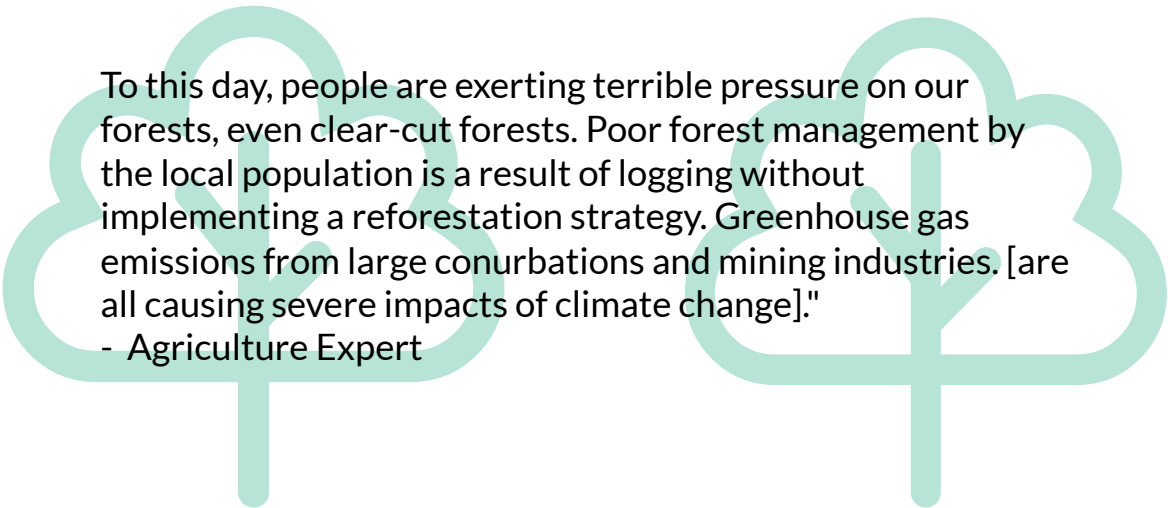 To this day, people are exerting terrible pressure on our
forests, even clear-cut forests. Poor forest management by
the local population is a result of logging without
implementing a reforestation strategy. Greenhouse gas
emissions from large conurbations and mining industries. [are
all causing severe impacts of climate change]."
- Agriculture Expert